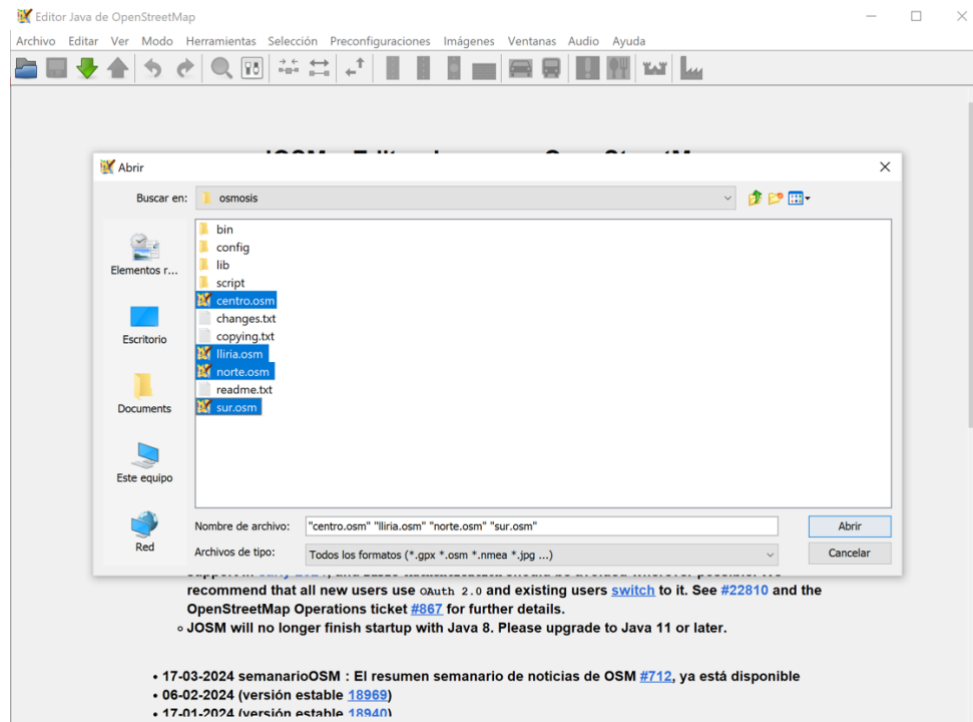 Editor Java de OpenStreetMap
Archivo Editar Ver Modo Herramientas Selección Preconfiguraciones Imágenes Ventanas Audio Ayuda
Abrir
Buscar en: osmosis
Elementos r...
Escritorio
Documents
Este equipo
Red
bin
config
lib
script
centro.osm
changes.txt
copying.txt
lliria.osm
norte.osm
readme.txt
sur.osm
Nombre de archivo: "centro.osm" "lliria.osm" "norte.osm" "sur.osm" Abrir
Archivos de tipo: Todos los formatos (*.gpx *.osm *.nmea *.jpg ...) Cancelar
recommend that all new users use OAuth 2.0 and existing users switch to it. See #22810 and the
OpenStreetMap Operations ticket #867 for further details.
JOSM will no longer finish startup with Java 8. Please upgrade to Java 11 or later.
• 17-03-2024 semanarioOSM : El resumen semanario de noticias de OSM #712, ya está disponible
• 06-02-2024 (versión estable 18969)
• 17-01-2024 (versión estable 18940)